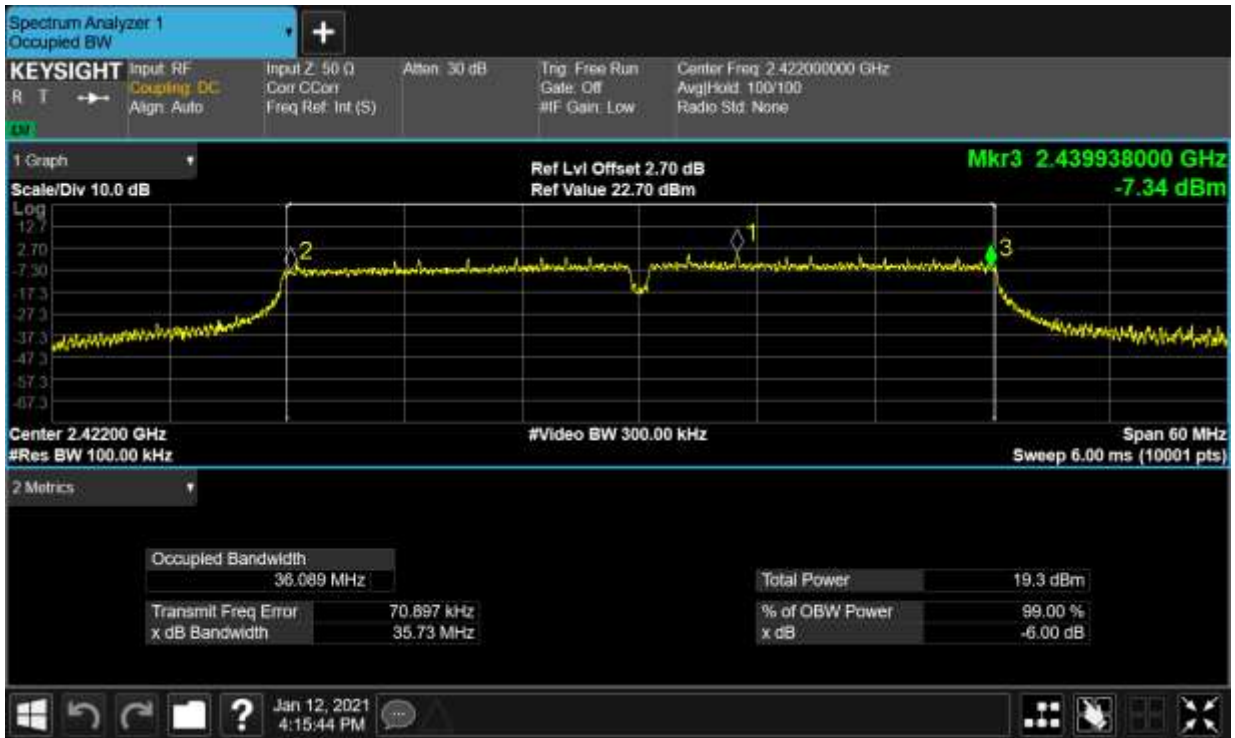 Spectrum Analyzer 1
Occupied BW
KEYSIGHT
R T
Input: RF
Coupling: DC
Align: Auto
Input Z: 50 Ω
Corr CCorr
Freq Ref: Int (S)
Atten: 30 dB
Trig: Free Run
Gate: Off
#IF Gain: Low
Center Freq: 2.422000000 GHz
Avg|Hold: 100/100
Radio Std: None
1 Graph
Scale/Div 10.0 dB
Ref Lvl Offset 2.70 dB
Ref Value 22.70 dBm
Mkr3 2.439938000 GHz
-7.34 dBm
Log
12.7
2.70
-7.30
-17.3
-27.3
-37.3
-47.3
-57.3
-67.3
2
1
3
Center 2.42200 GHz
#Video BW 300.00 kHz
Span 60 MHz
#Res BW 100.00 kHz
Sweep 6.00 ms (10001 pts)
2 Metrics
Occupied Bandwidth
36.089 MHz
Total Power 19.3 dBm
Transmit Freq Error 70.897 kHz
% of OBW Power 99.00 %
x dB Bandwidth 35.73 MHz
x dB -6.00 dB
?
Jan 12, 2021
4:15:44 PM